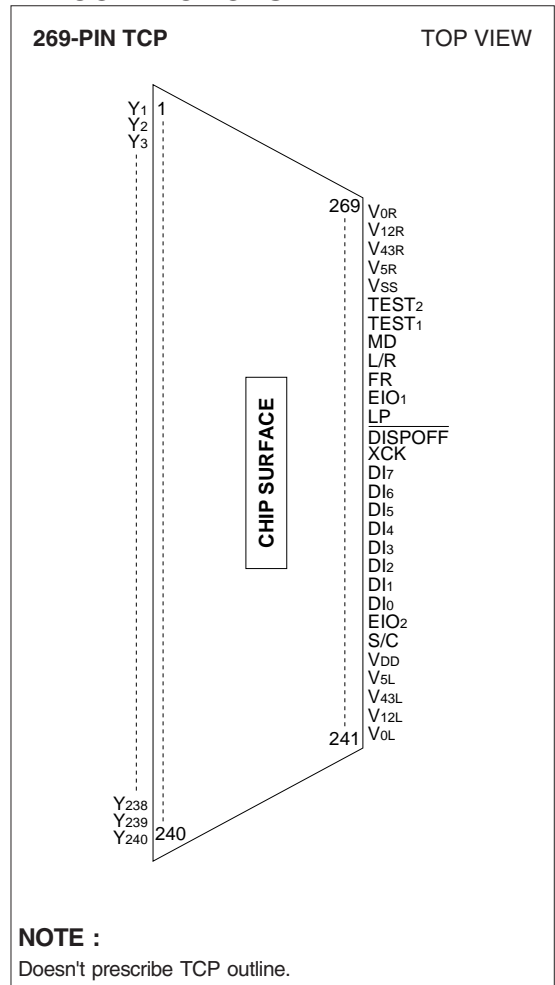 269-PIN TCP TOP VIEW
Y1 1
Y2
Y3
269 V0R
V12R
V43R
V5R
VSS
TEST2
TEST1
MD
L/R
FR
EIO1
LP
DISPOFF
XCK
DI7
DI6
DI5
DI4
DI3
DI2
DI1
DI0
EIO2
S/C
VDD
V5L
V43L
V12L
241 V0L
CHIP SURFACE
Y238
Y239
Y240 240
NOTE :
Doesn't prescribe TCP outline.